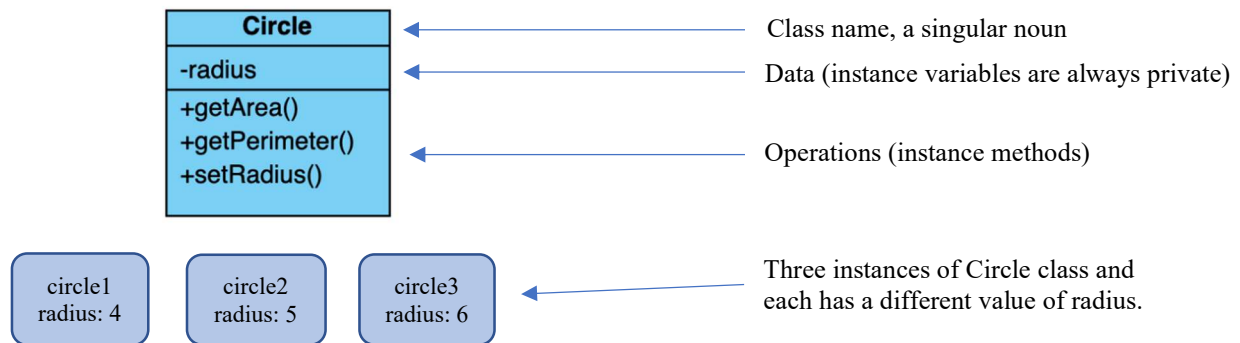 Circle
Class name, a singular noun
-radius
Data (instance variables are always private)
+getArea()
+getPerimeter()
+setRadius()
Operations (instance methods)
circle1
radius: 4
circle2
radius: 5
circle3
radius: 6
Three instances of Circle class and
each has a different value of radius.